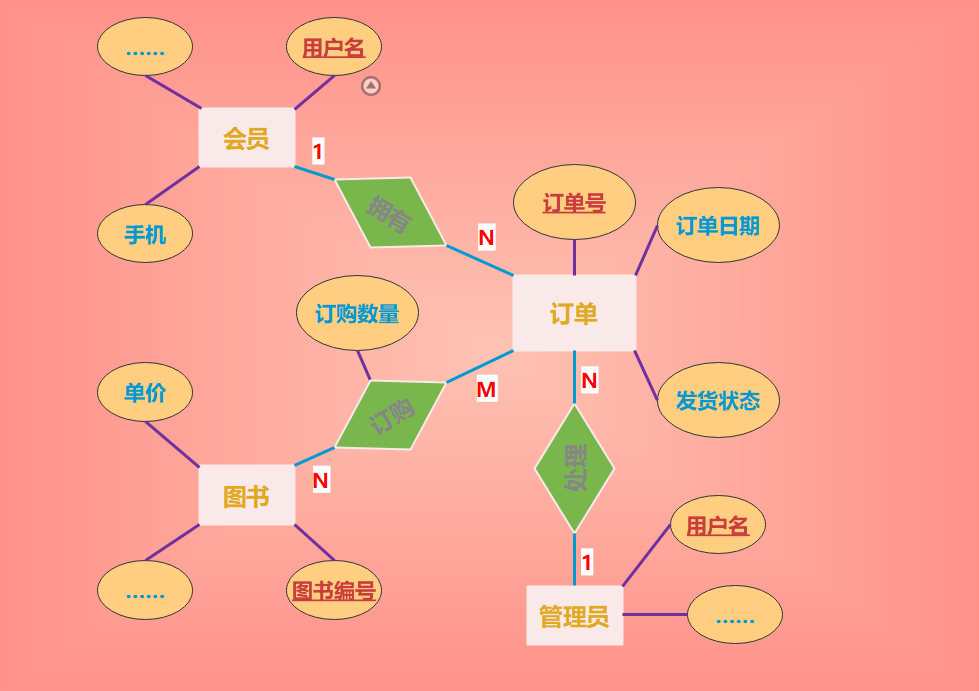 ……
用户名
会员
1
手机
拥有
N
订单号
订单日期
订购数量
订单
单价
订购
M
N
发货状态
图书
N
处理
……
图书编号
用户名
1
管理员
……